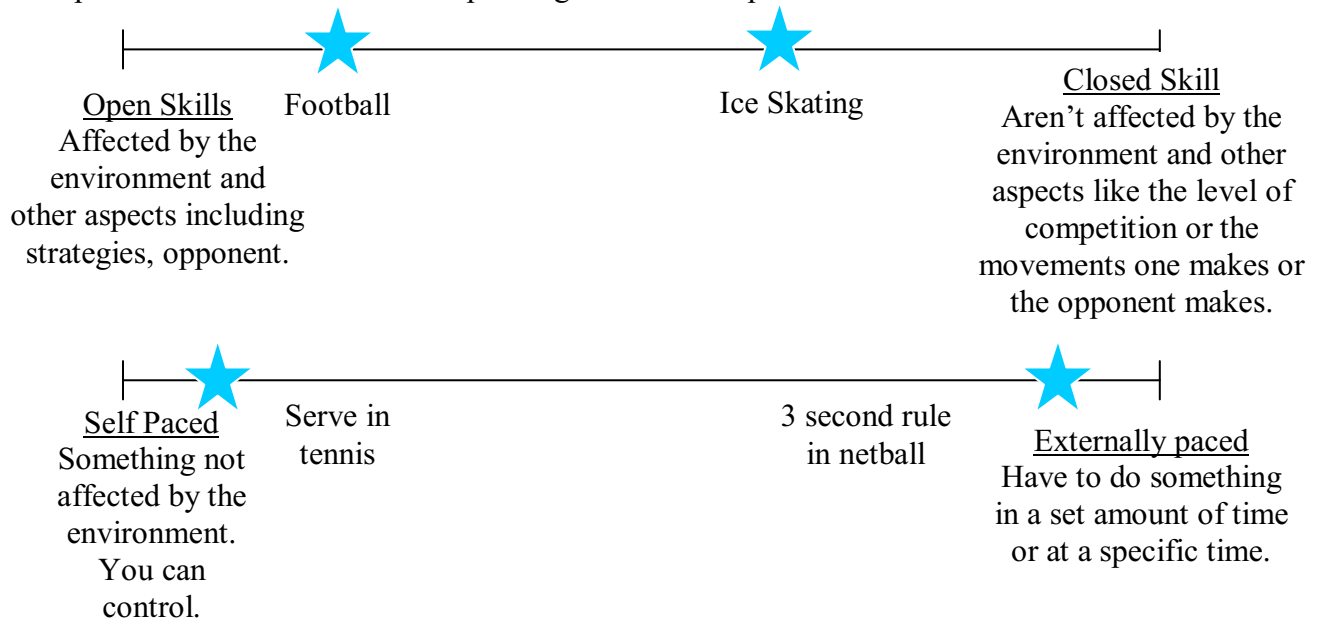 Open Skills
Affected by the
environment and
other aspects including
strategies, opponent.
Football
Ice Skating
Closed Skill
Aren't affected by the
environment and other
aspects like the level of
competition or the
movements one makes or
the opponent makes.
Self Paced
Something not
affected by the
environment.
You can
control.
Serve in
tennis
3 second rule
in netball
Externally paced
Have to do something
in a set amount of time
or at a specific time.